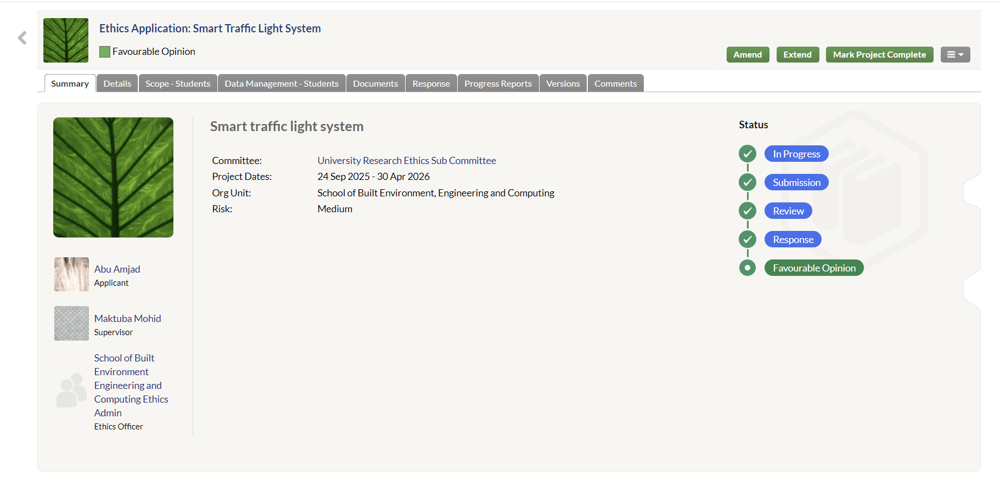 Ethics Application: Smart Traffic Light System
Favourable Opinion
Amend
Extend
Mark Project Complete
Summary
Details
Scope - Students
Data Management - Students
Documents
Response
Progress Reports
Versions
Comments
Smart traffic light system
Committee: University Research Ethics Sub Committee
Project Dates: 24 Sep 2025 - 30 Apr 2026
Org Unit: School of Built Environment, Engineering and Computing
Risk: Medium
Status
In Progress
Submission
Review
Response
Favourable Opinion
Abu Amjad
Applicant
Maktuba Mohid
Supervisor
School of Built
Environment
Engineering and
Computing Ethics
Admin
Ethics Officer